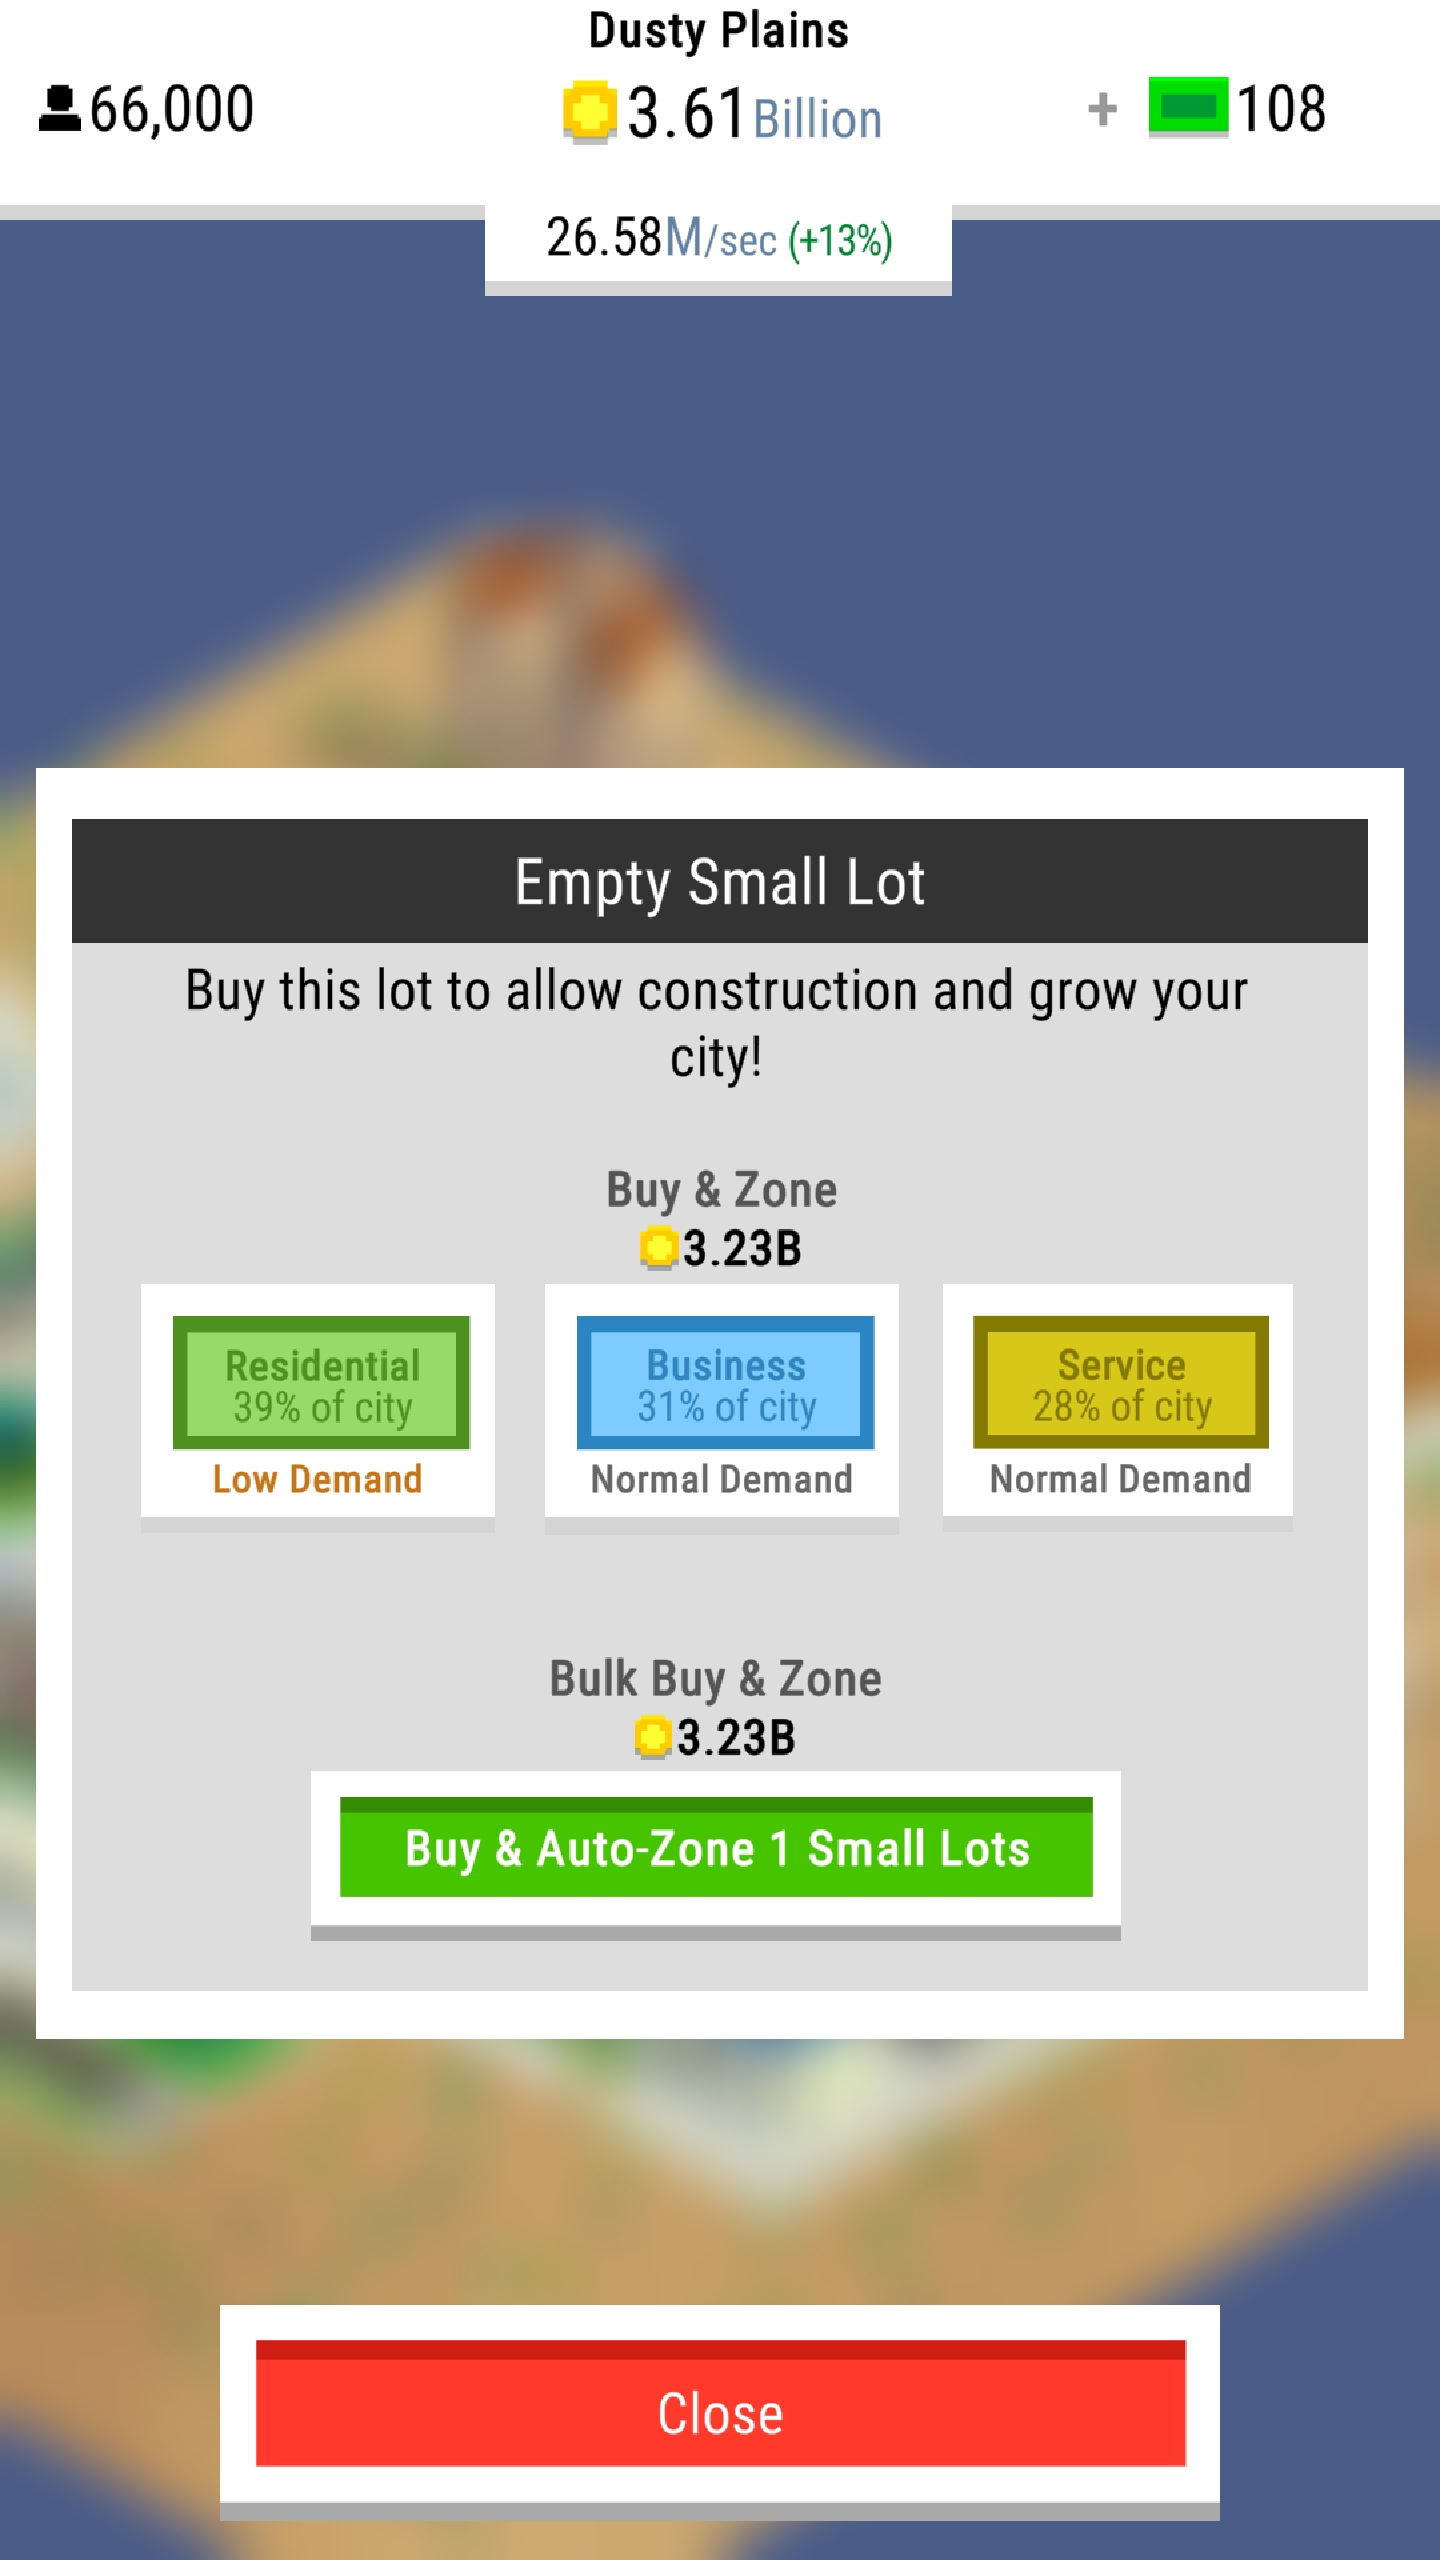 Dusty Plains
66,000
3.61 Billion
+ 108
26.58M/sec (+13%)
Empty Small Lot
Buy this lot to allow construction and grow your
city!
Buy & Zone
3.23B
Residential
39% of city
Low Demand
Business
31% of city
Normal Demand
Service
28% of city
Normal Demand
Bulk Buy & Zone
3.23B
Buy & Auto-Zone 1 Small Lots
Close